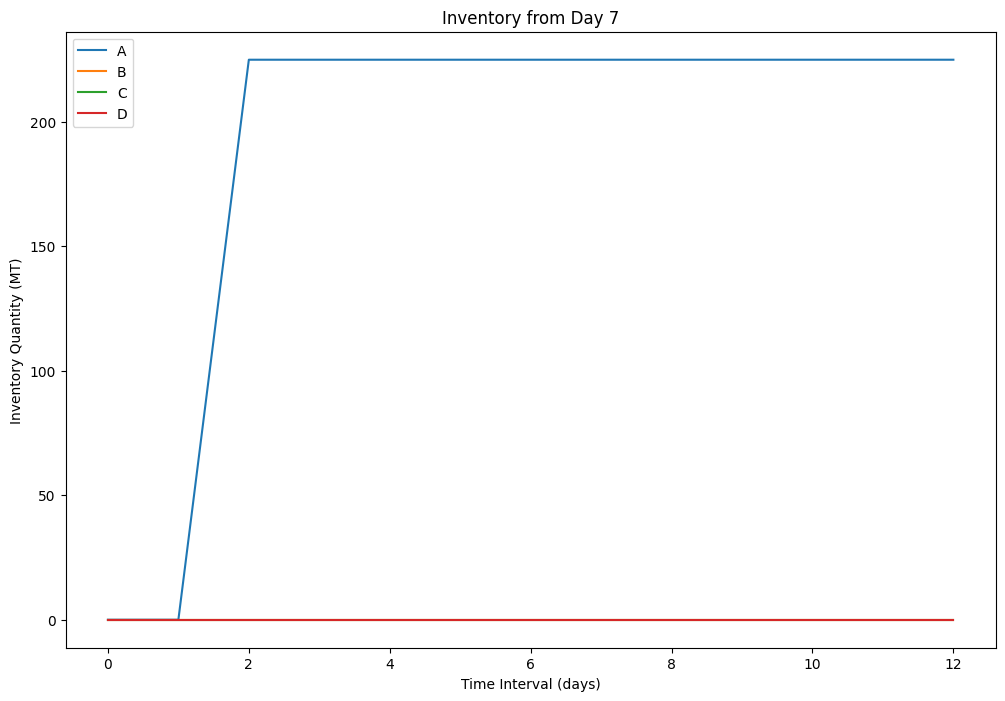 Inventory from Day 7
A
B
C
D
Inventory Quantity (MT)
200
150
100
50
0
0 2 4 6 8 10 12
Time Interval (days)